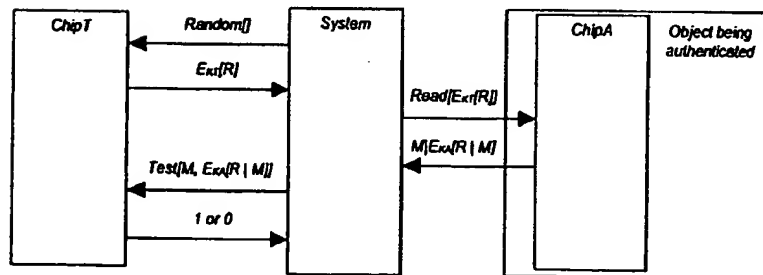 ChipT
System
ChipA
Object being
authenticated
Random[]
EKT[R]
Read[EKT[R]]
M|EKA[R | M]
Test[M, EKA[R | M]]
1 or 0